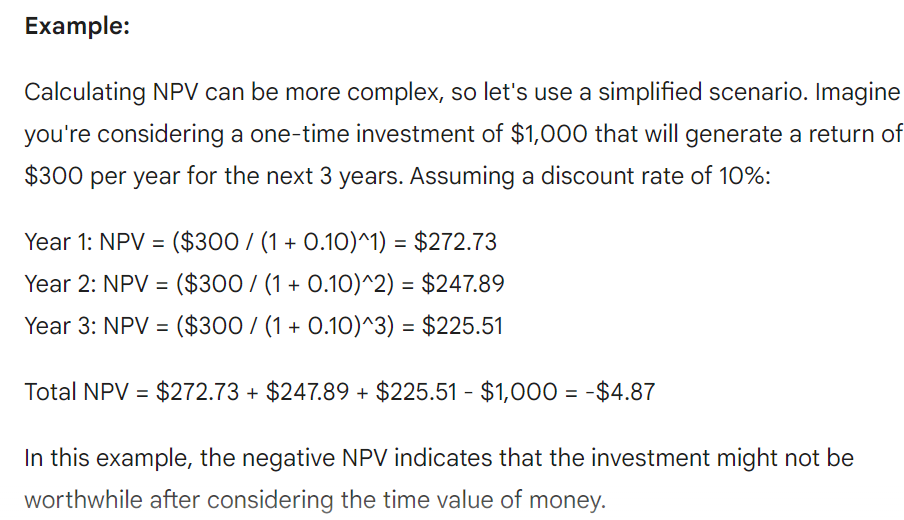 Example:
Calculating NPV can be more complex, so let's use a simplified scenario. Imagine
you're considering a one-time investment of $1,000 that will generate a return of
$300 per year for the next 3 years. Assuming a discount rate of 10%:
Year 1: NPV = ($300 / (1 + 0.10)^1) = $272.73
Year 2: NPV = ($300 / (1 + 0.10)^2) = $247.89
Year 3: NPV = ($300 / (1 + 0.10)^3) = $225.51
Total NPV = $272.73 + $247.89 + $225.51 - $1,000 = -$4.87
In this example, the negative NPV indicates that the investment might not be
worthwhile after considering the time value of money.